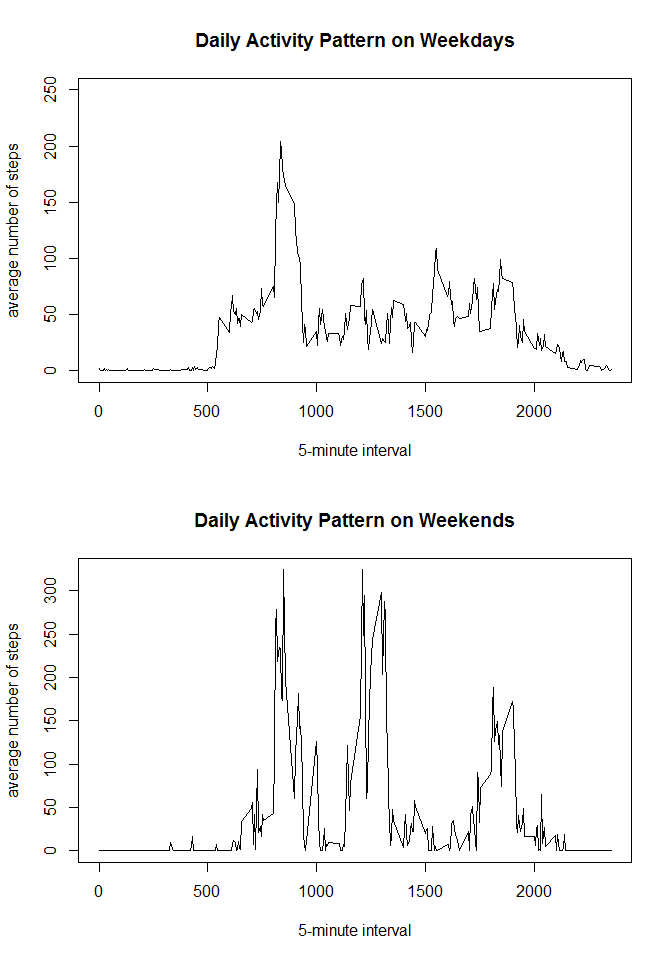 Daily Activity Pattern on Weekdays
average number of steps
0 50 100 150 200 250
0 500 1000 1500 2000
5-minute interval
Daily Activity Pattern on Weekends
average number of steps
0 50 100 150 200 250 300
0 500 1000 1500 2000
5-minute interval